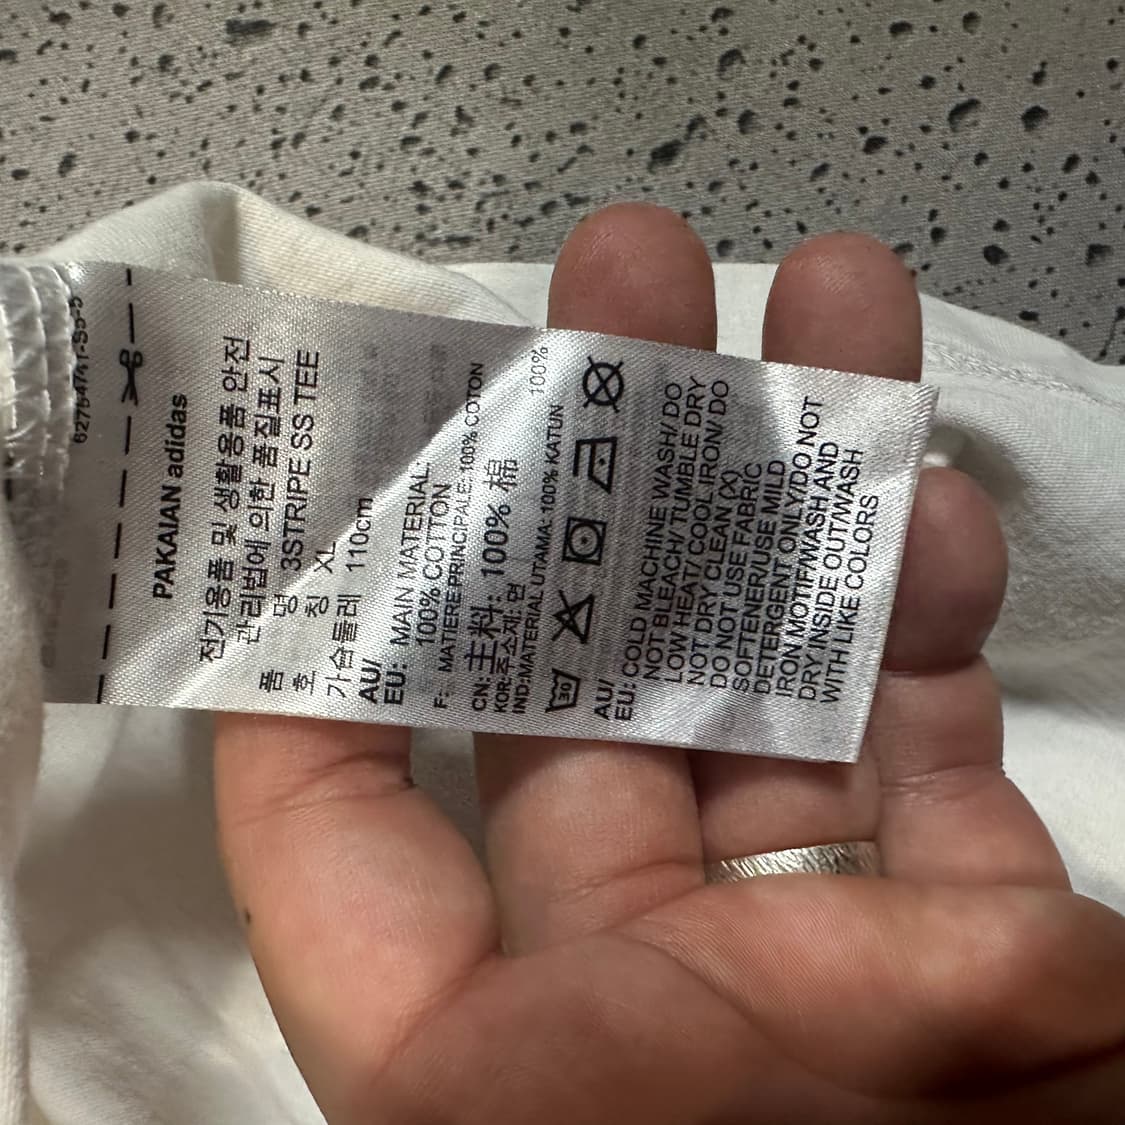 PAKAIAN adidas
전기용품 및 생활용품 안전
관리법에 의한 품질표시
품 명 3STRIPE SS TEE
호 칭 XL
가슴둘레 110cm
AU/
EU: MAIN MATERIAL:
100% COTTON
F: MATIERE PRINCIPALE: 100% COTON
CN: 主料: 100% 棉
KOR:주소재: 면 100%
IND:MATERIAL UTAMA: 100% KATUN
30
AU/
EU: COLD MACHINE WASH/ DO
NOT BLEACH/ TUMBLE DRY
LOW HEAT/ COOL IRON/ DO
NOT DRY CLEAN (X)
DO NOT USE FABRIC
SOFTENER/USE MILD
DETERGENT ONLY/DO NOT
IRON MOTIF/WASH AND
DRY INSIDE OUT/WASH
WITH LIKE COLORS